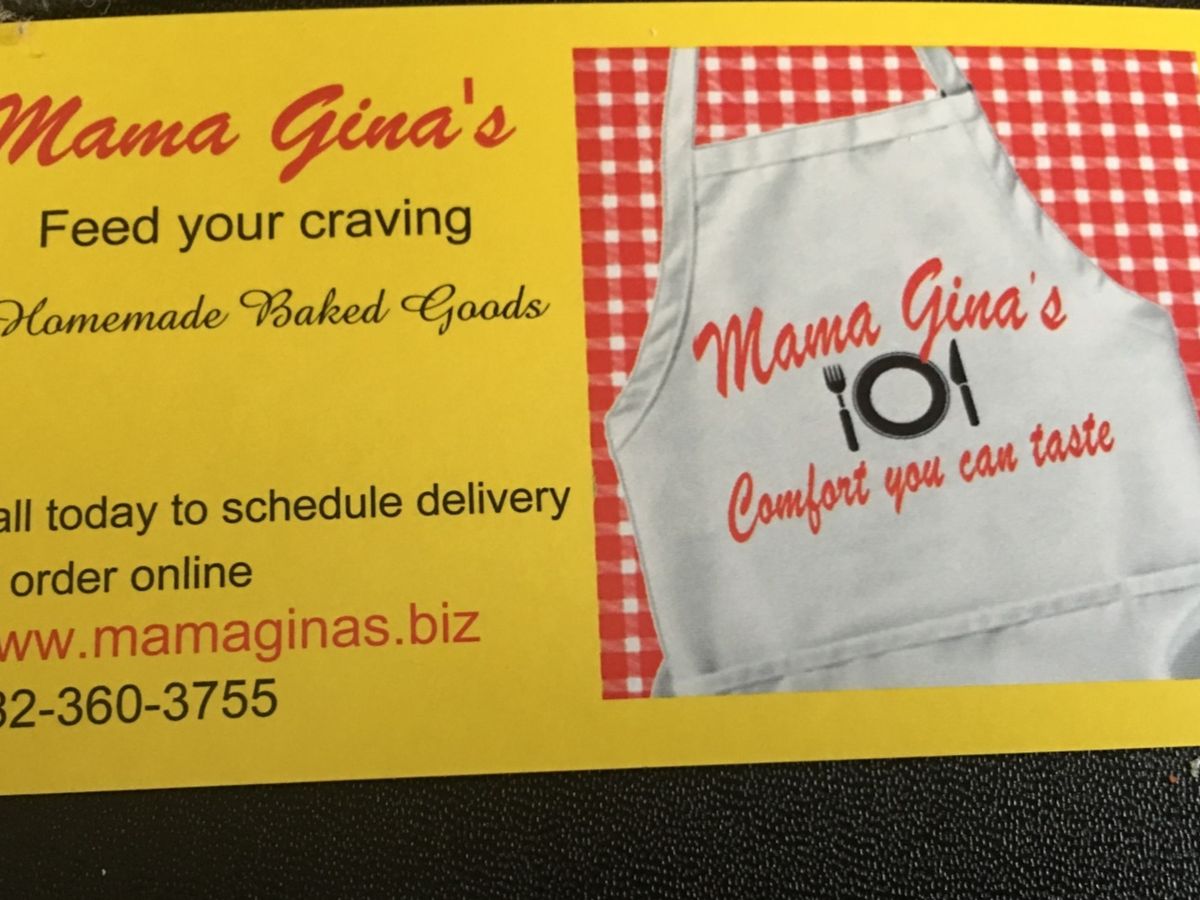 Mama Gina's
Feed your craving
Homemade Baked Goods
all today to schedule delivery
order online
ww.mamaginas.biz
32-360-3755
Mama Gina's
Comfort you can taste